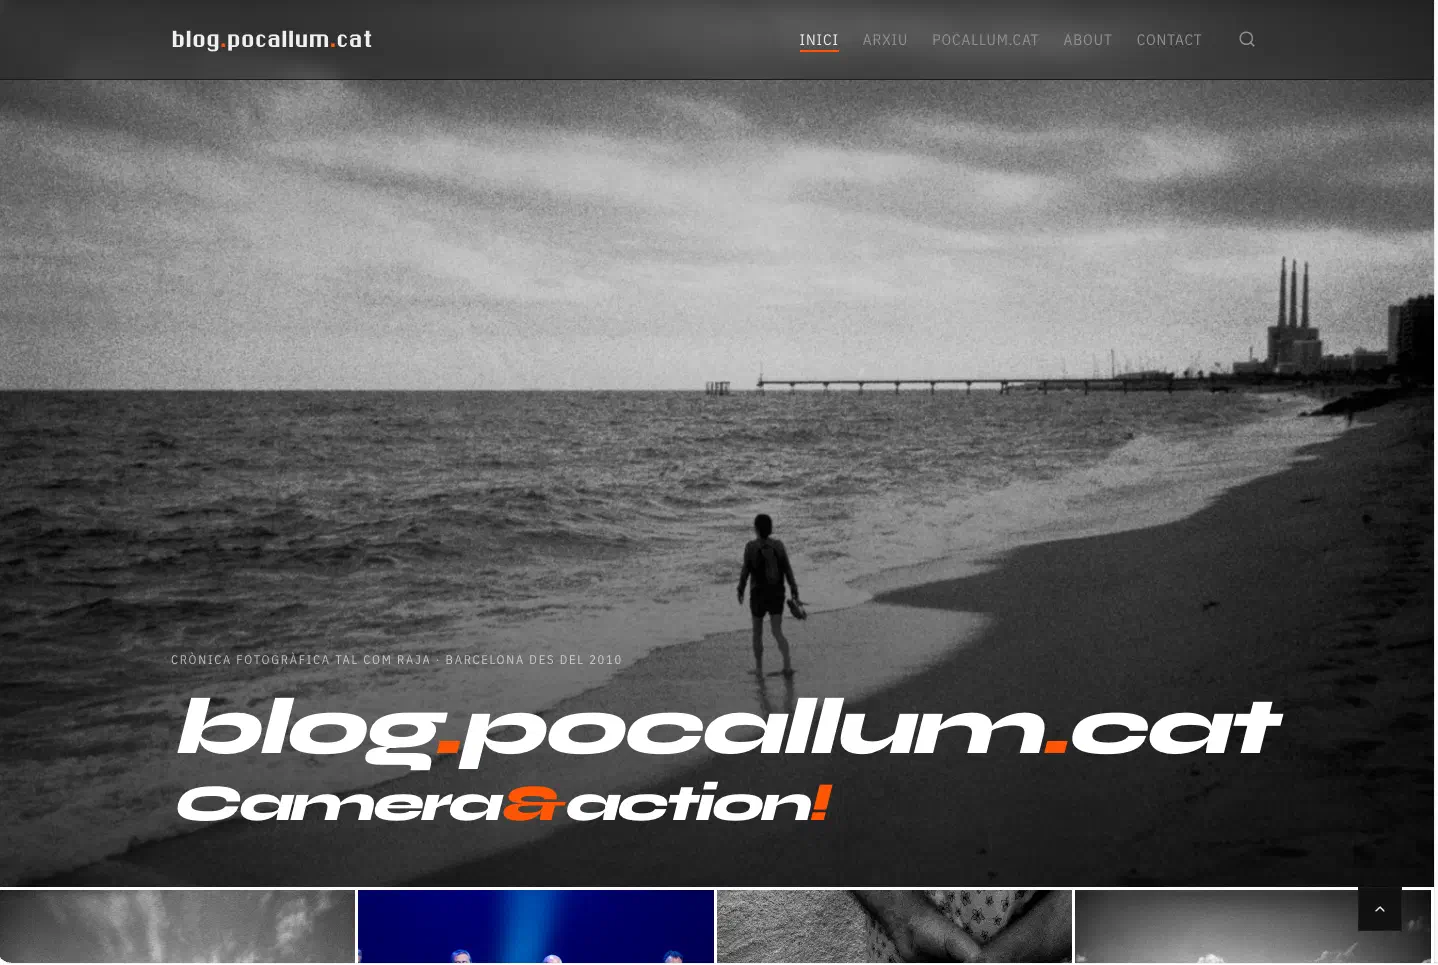 blog.pocallum.cat
INICI ARXIU POCALLUM.CAT ABOUT CONTACT
CRÒNICA FOTOGRÀFICA TAL COM RAJA · BARCELONA DES DEL 2010
blog.pocallum.cat
Camera&action!